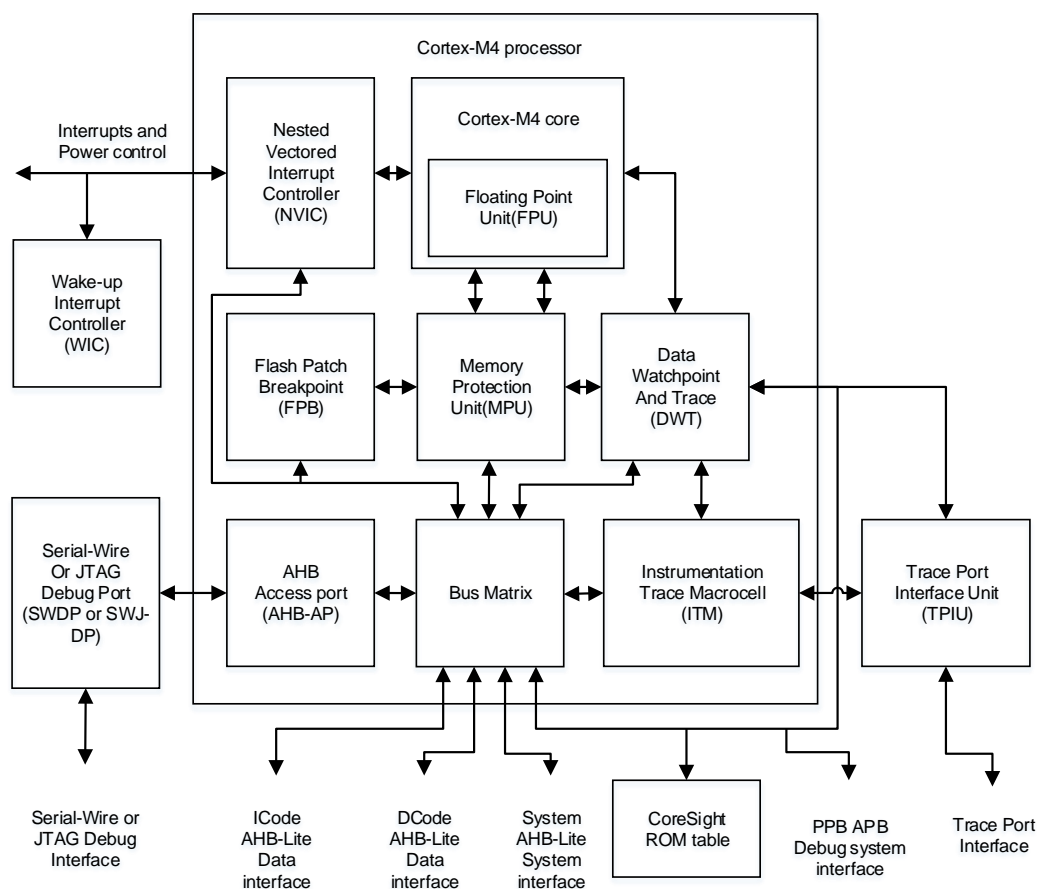 Cortex-M4 processor
Interrupts and
Power control
Nested
Vectored
Interrupt
Controller
(NVIC)
Cortex-M4 core
Floating Point
Unit(FPU)
Wake-up
Interrupt
Controller
(WIC)
Flash Patch
Breakpoint
(FPB)
Memory
Protection
Unit(MPU)
Data
Watchpoint
And Trace
(DWT)
Serial-Wire
Or JTAG
Debug Port
(SWDP or SWJ-
DP)
AHB
Access port
(AHB-AP)
Bus Matrix
Instrumentation
Trace Macrocell
(ITM)
Trace Port
Interface Unit
(TPIU)
Serial-Wire or
JTAG Debug
Interface
ICode
AHB-Lite
Data
interface
DCode
AHB-Lite
Data
interface
System
AHB-Lite
System
interface
CoreSight
ROM table
PPB APB
Debug system
interface
Trace Port
Interface